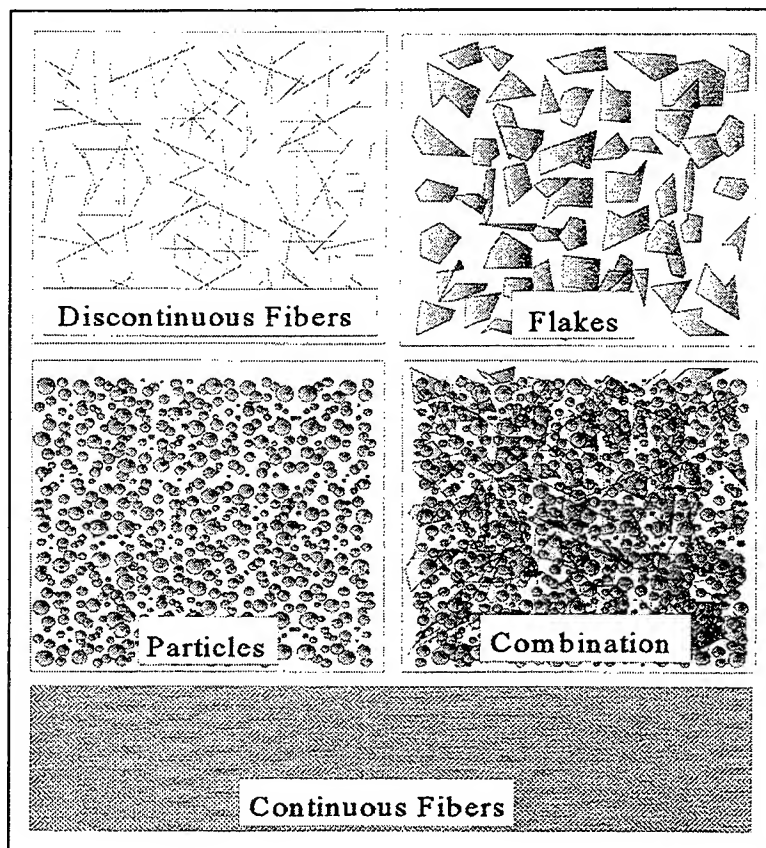 Discontinuous Fibers
Flakes
Particles
Combination
Continuous Fibers